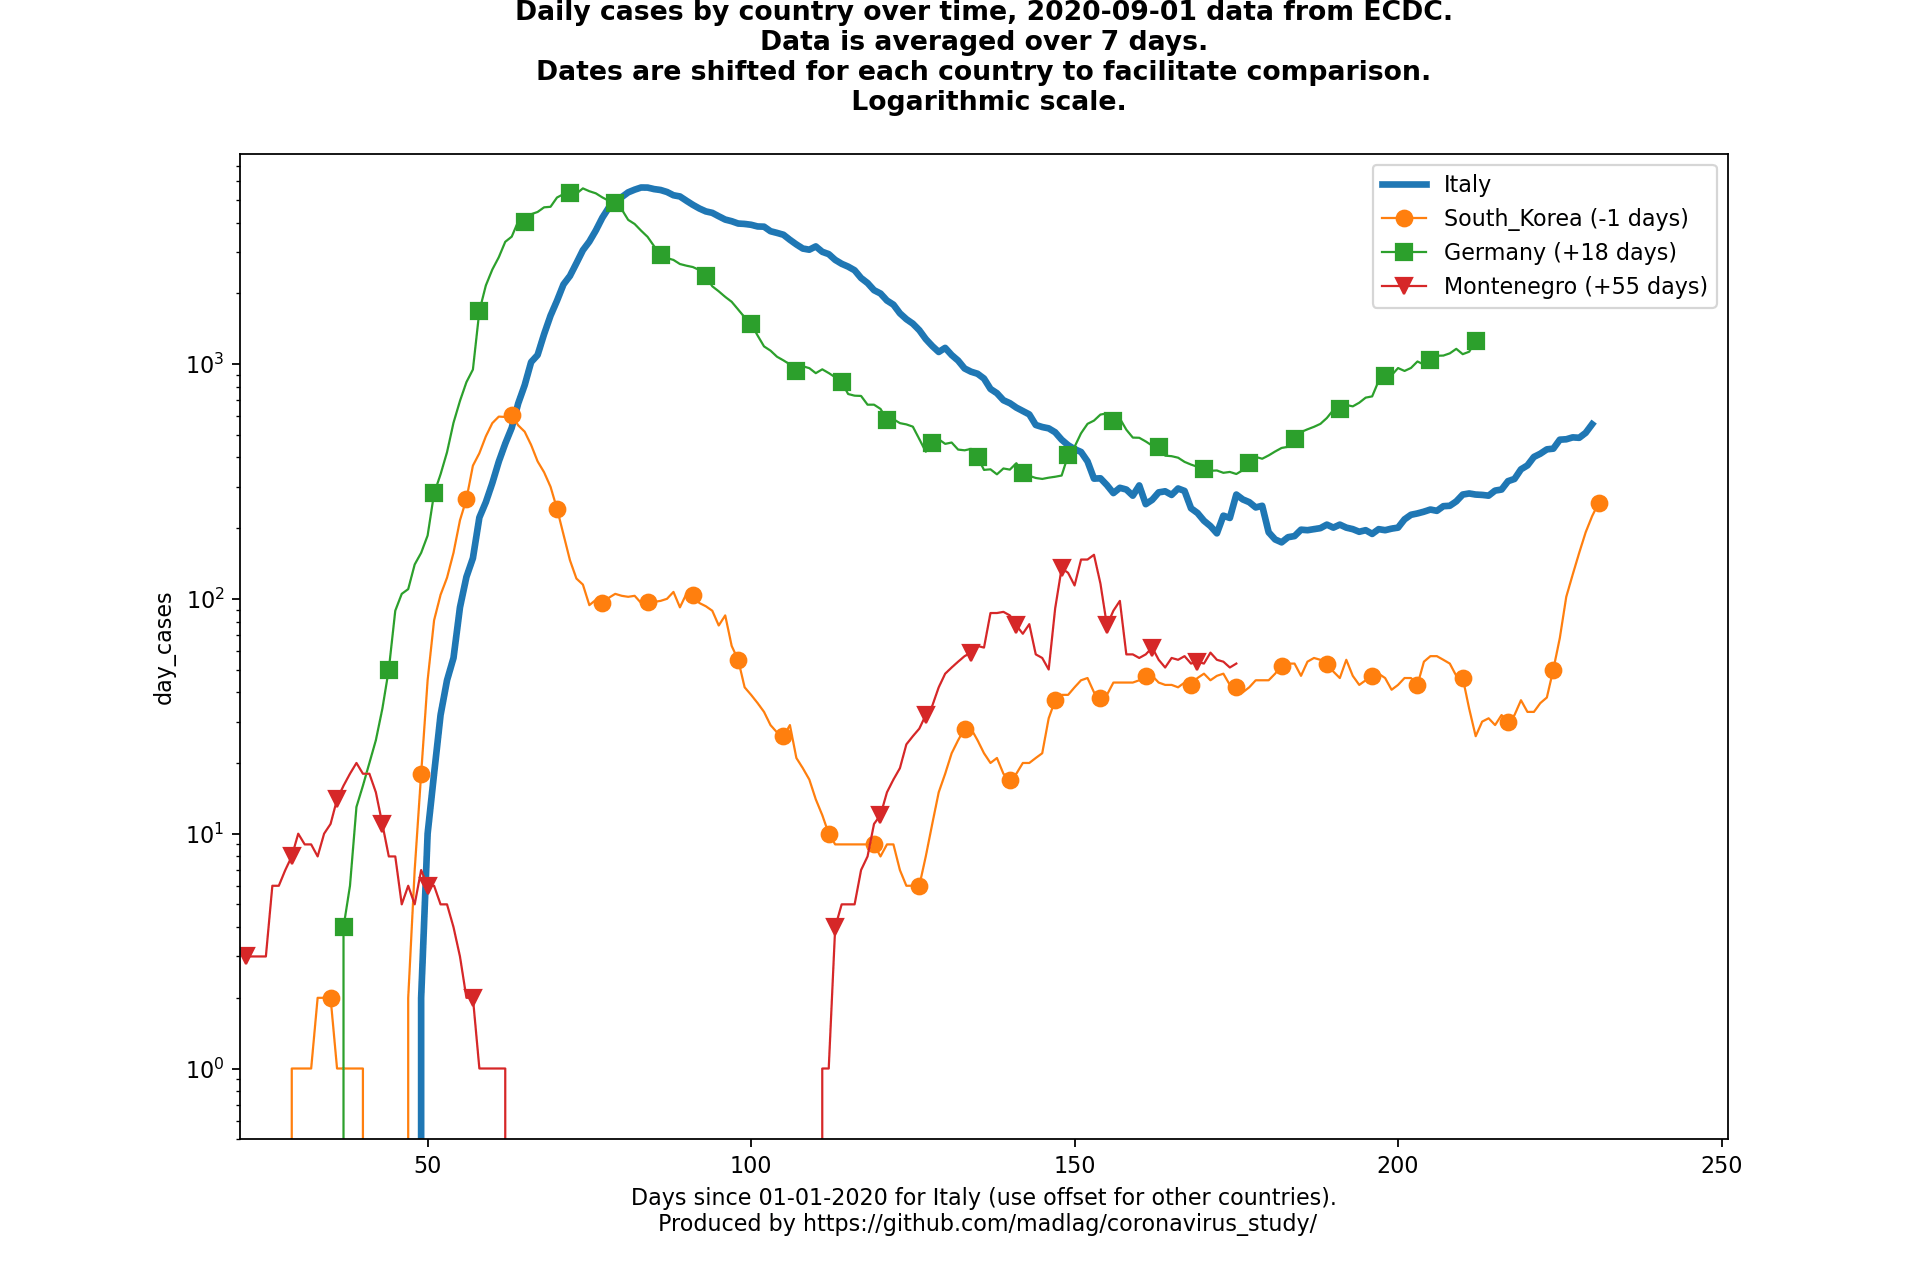 Daily cases by country over time, 2020-09-01 data from ECDC.
Data is averaged over 7 days.
Dates are shifted for each country to facilitate comparison.
Logarithmic scale.
Italy
South_Korea (-1 days)
Germany (+18 days)
Montenegro (+55 days)
10³
10²
10¹
10⁰
day_cases
50
100
150
200
250
Days since 01-01-2020 for Italy (use offset for other countries).
Produced by https://github.com/madlag/coronavirus_study/